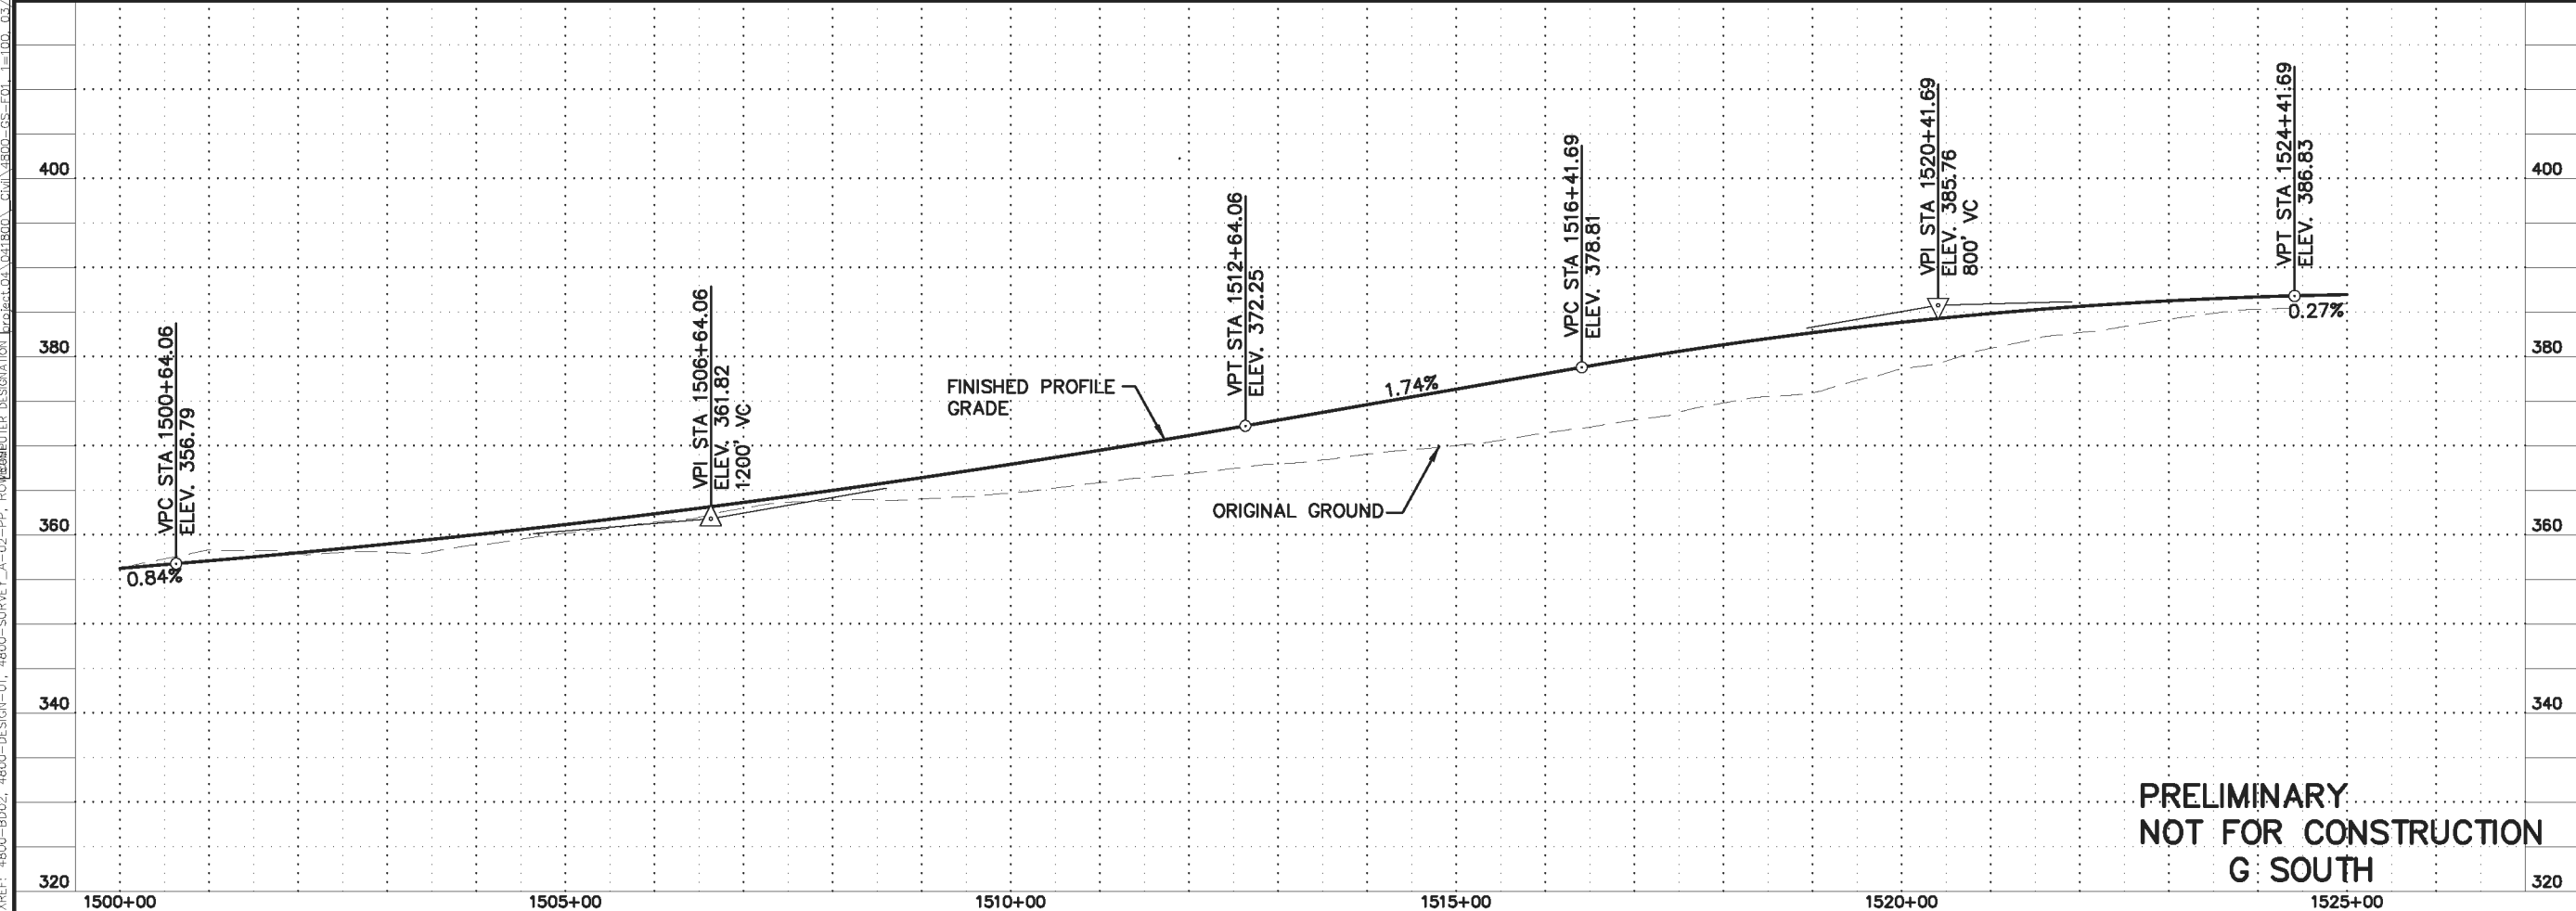 VPC STA 1500+64.06
ELEV. 356.79
0.84%
VPI STA 1506+64.06
ELEV. 361.82
1200' VC
FINISHED PROFILE
GRADE
VPT STA 1512+64.06
ELEV. 372.25
ORIGINAL GROUND
1.74%
VPC STA 1516+41.69
ELEV. 378.81
VPI STA 1520+41.69
ELEV. 385.76
800' VC
VPT STA 1524+41.69
ELEV. 386.83
0.27%
400
380
360
340
320
400
380
360
340
320
PRELIMINARY
NOT FOR CONSTRUCTION
G SOUTH
1500+00 1505+00 1510+00 1515+00 1520+00 1525+00